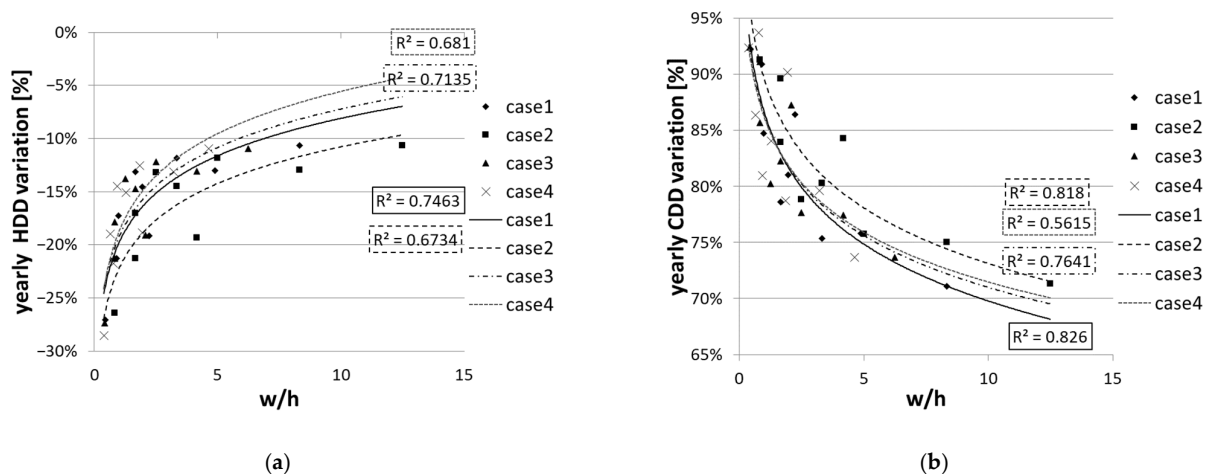 0%
−5%
−10%
−15%
−20%
−25%
−30%
yearly HDD variation [%]
0 5 10 15
w/h
R² = 0.681
R² = 0.7135
R² = 0.7463
R² = 0.6734
case1
case2
case3
case4
case1
case2
case3
case4
(a)
95%
90%
85%
80%
75%
70%
65%
yearly CDD variation [%]
0 5 10 15
w/h
R² = 0.818
R² = 0.5615
R² = 0.7641
R² = 0.826
case1
case2
case3
case4
case1
case2
case3
case4
(b)